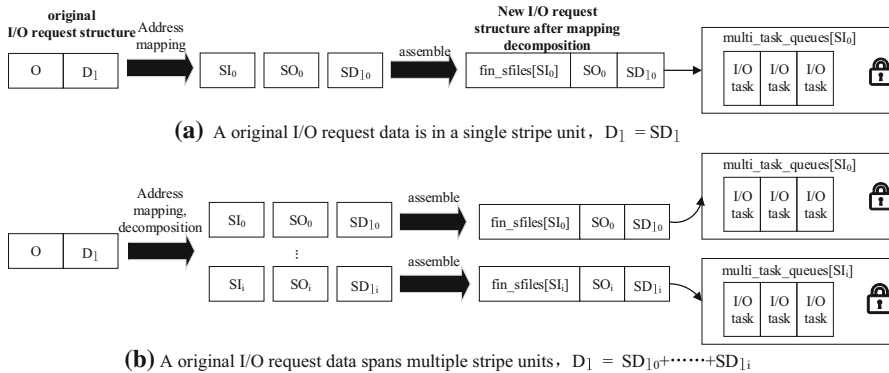 original
I/O request structure
Address
mapping
assemble
New I/O request
structure after mapping
decomposition
multi_task_queues[SI₀]
O D₁ SI₀ SO₀ SD₁₀ fin_sfiles[SI₀] SO₀ SD₁₀
I/O task I/O task I/O task
(a) A original I/O request data is in a single stripe unit, D₁ = SD₁
Address
mapping,
decomposition
assemble
multi_task_queues[SI₀]
SI₀ SO₀ SD₁₀ fin_sfiles[SI₀] SO₀ SD₁₀
I/O task I/O task I/O task
O D₁
⋮
assemble
multi_task_queues[SIᵢ]
SIᵢ SOᵢ SD₁ᵢ fin_sfiles[SIᵢ] SOᵢ SD₁ᵢ
I/O task I/O task I/O task
(b) A original I/O request data spans multiple stripe units, D₁ = SD₁₀+······+SD₁ᵢ